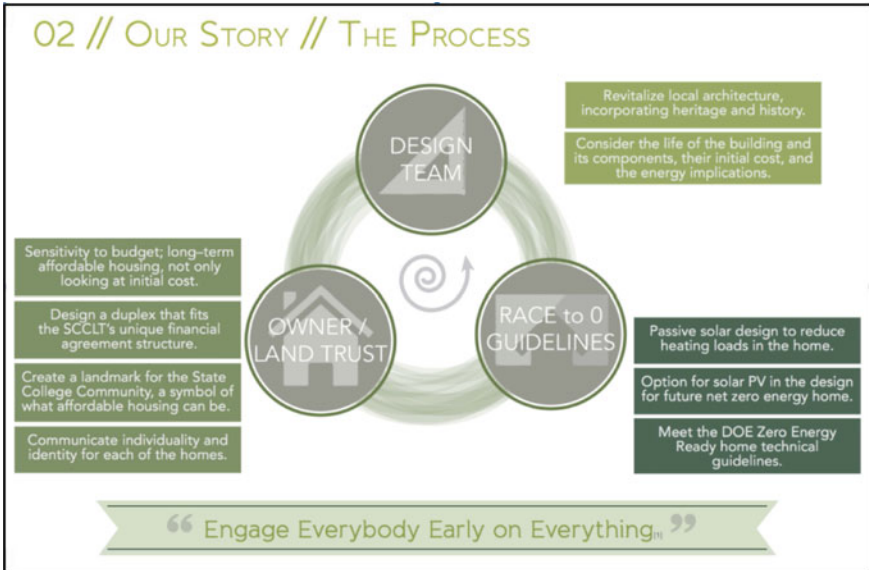 02 // OUR STORY // THE PROCESS
DESIGN
TEAM
Revitalize local architecture,
incorporating heritage and history.
Consider the life of the building and
its components, their initial cost, and
the energy implications.
Sensitivity to budget; long–term
affordable housing, not only
looking at initial cost.
Design a duplex that fits
the SCCLT's unique financial
agreement structure.
Create a landmark for the State
College Community, a symbol of
what affordable housing can be.
Communicate individuality and
identity for each of the homes.
OWNER /
LAND TRUST
RACE to 0
GUIDELINES
Passive solar design to reduce
heating loads in the home.
Option for solar PV in the design
for future net zero energy home.
Meet the DOE Zero Energy
Ready home technical
guidelines.
“ Engage Everybody Early on Everything[1] ”